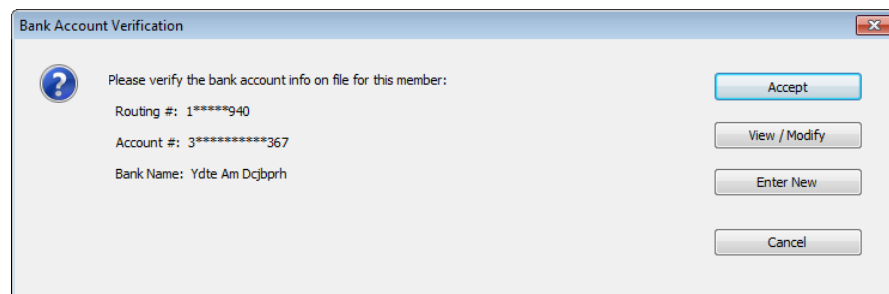 Bank Account Verification
Please verify the bank account info on file for this member:
Routing #: 1*****940
Account #: 3**********367
Bank Name: Ydte Am Dcjbprh
Accept
View / Modify
Enter New
Cancel